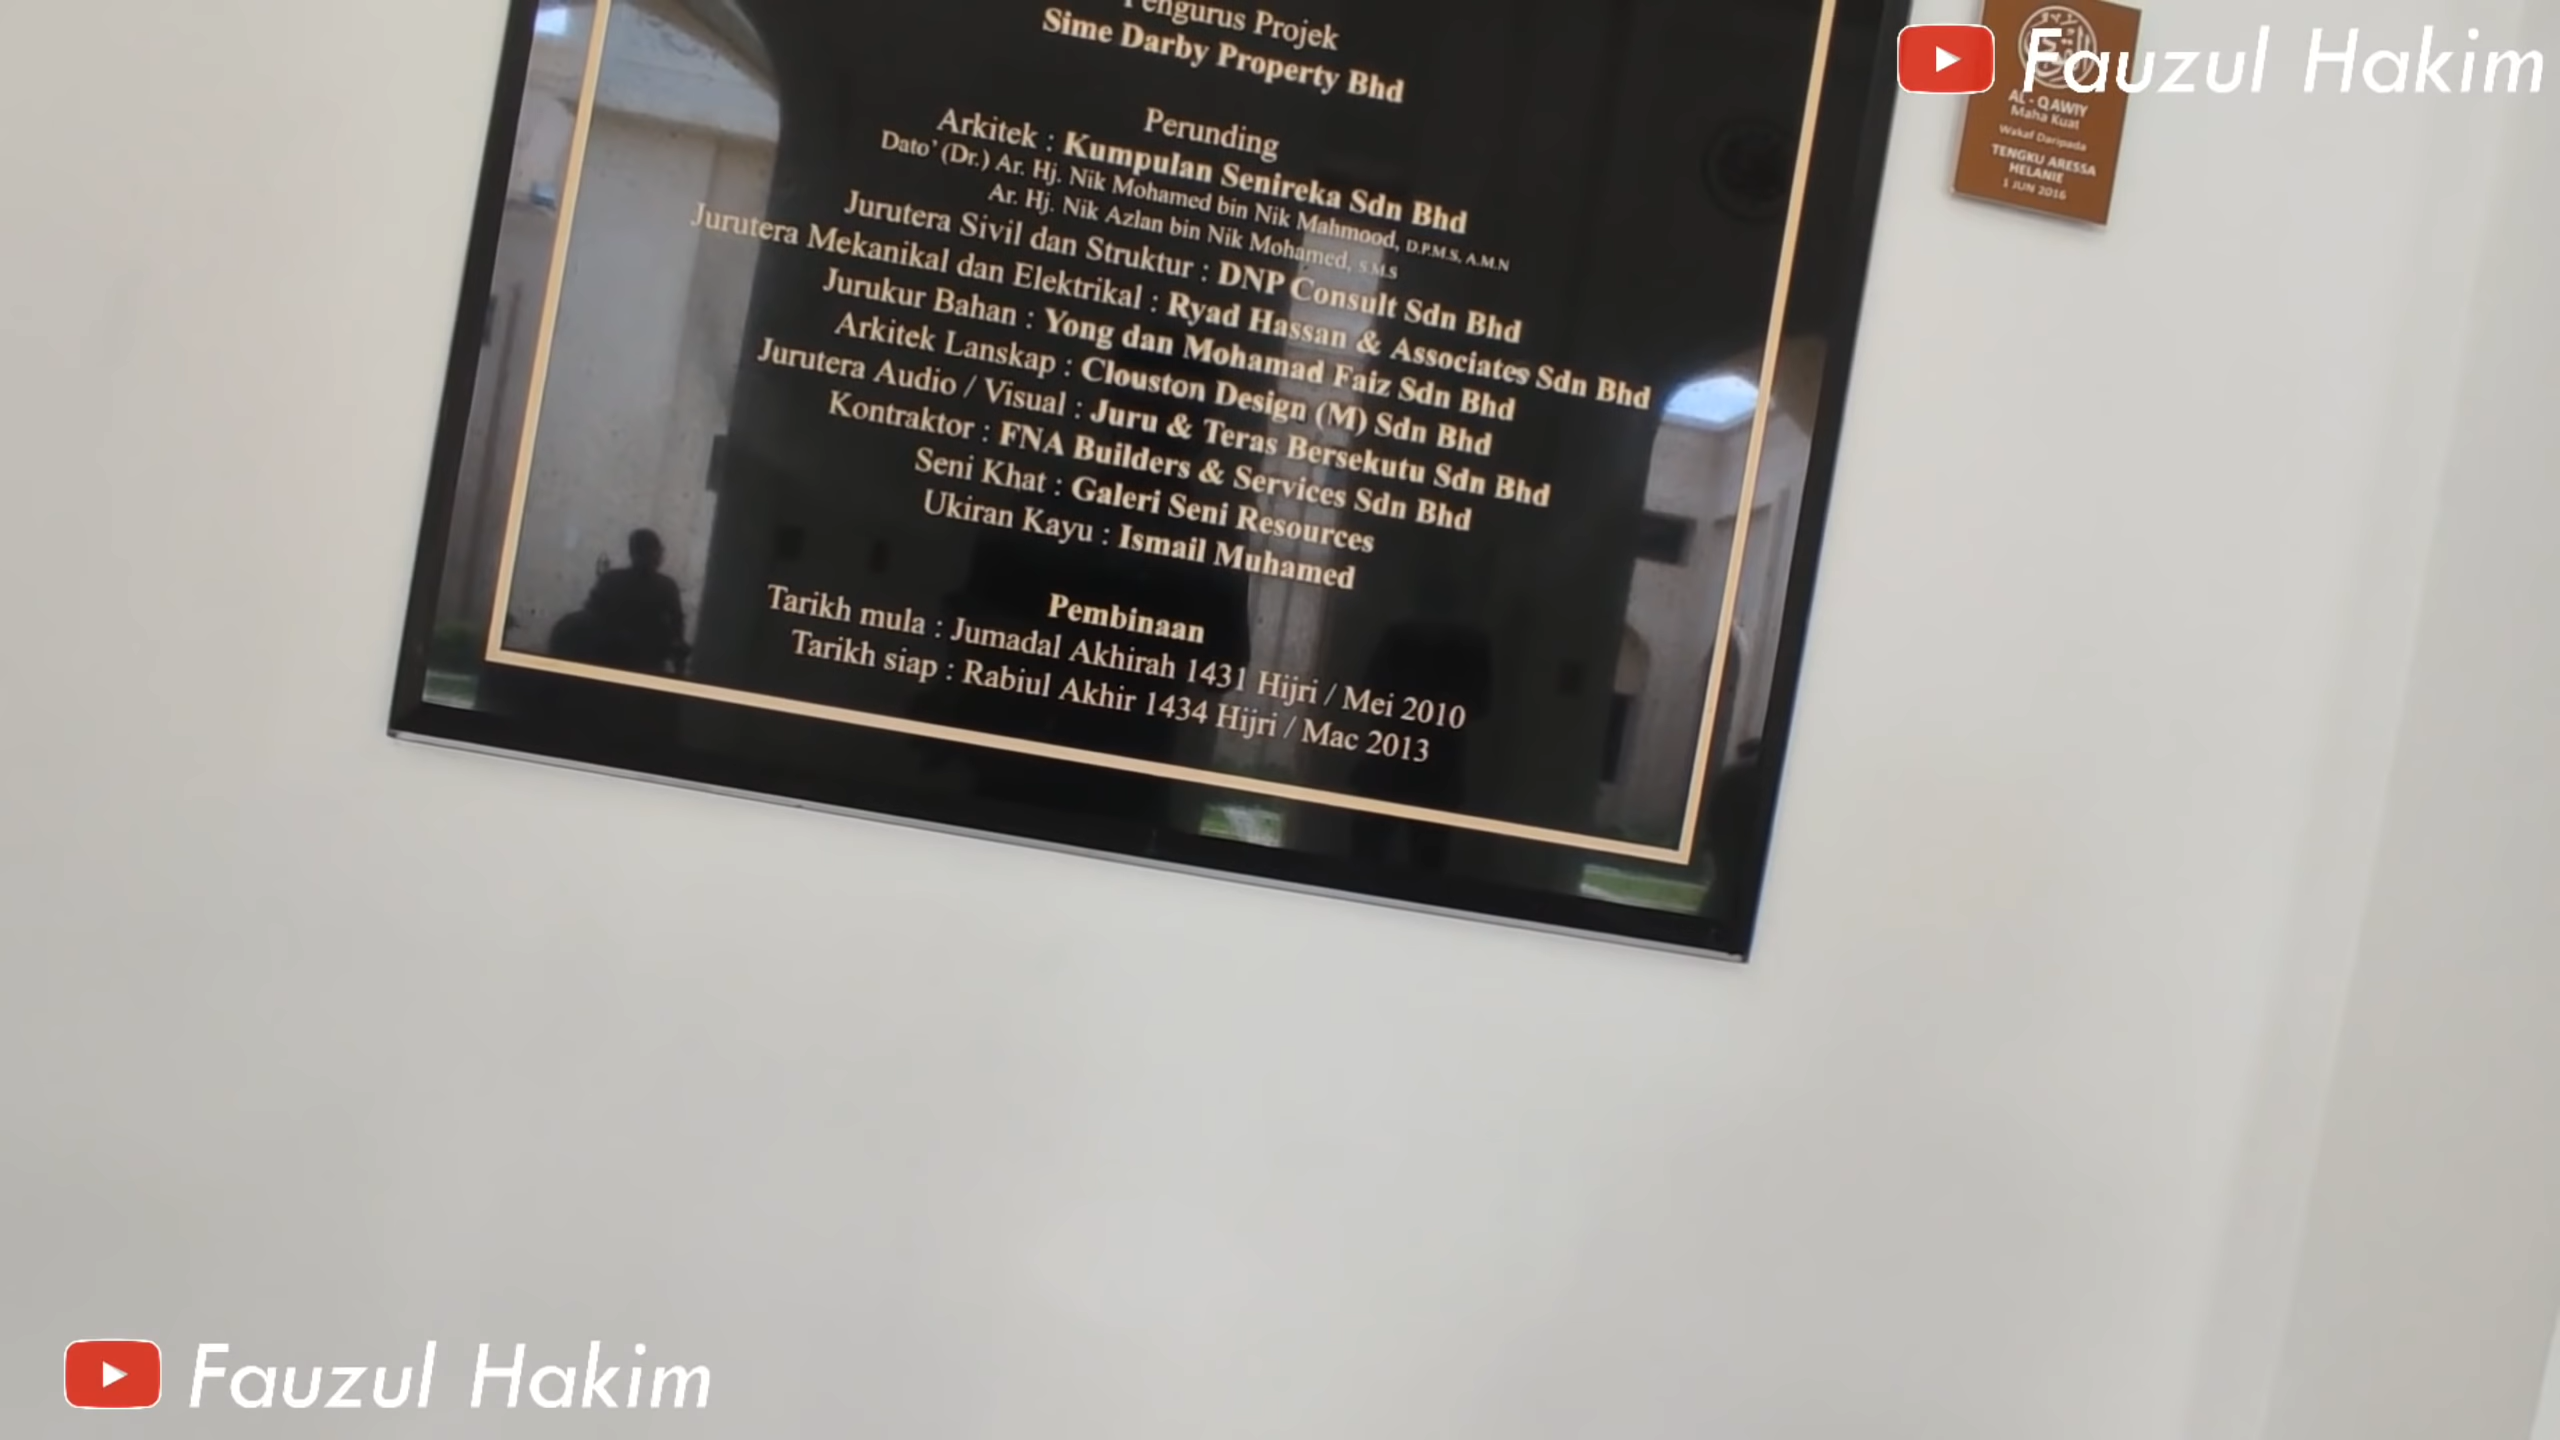 Pengurus Projek
Sime Darby Property Bhd
Perunding
Arkitek : Kumpulan Senireka Sdn Bhd
Dato' (Dr.) Ar. Hj. Nik Mohamed bin Nik Mahmood, D.P.M.S, A.M.N
Ar. Hj. Nik Azlan bin Nik Mohamed, S.M.S
Jurutera Sivil dan Struktur : DNP Consult Sdn Bhd
Jurutera Mekanikal dan Elektrikal : Ryad Hassan & Associates Sdn Bhd
Jurukur Bahan : Yong dan Mohamad Faiz Sdn Bhd
Arkitek Lanskap : Clouston Design (M) Sdn Bhd
Jurutera Audio / Visual : Juru & Teras Bersekutu Sdn Bhd
Kontraktor : FNA Builders & Services Sdn Bhd
Seni Khat : Galeri Seni Resources
Ukiran Kayu : Ismail Muhamed
Pembinaan
Tarikh mula : Jumadal Akhirah 1431 Hijri / Mei 2010
Tarikh siap : Rabiul Akhir 1434 Hijri / Mac 2013
Fauzul Hakim
AL - QAWIY
Maha Kuat
Wakaf Daripada
TENGKU ARESSA
HELANIE
1 JUN 2016
Fauzul Hakim